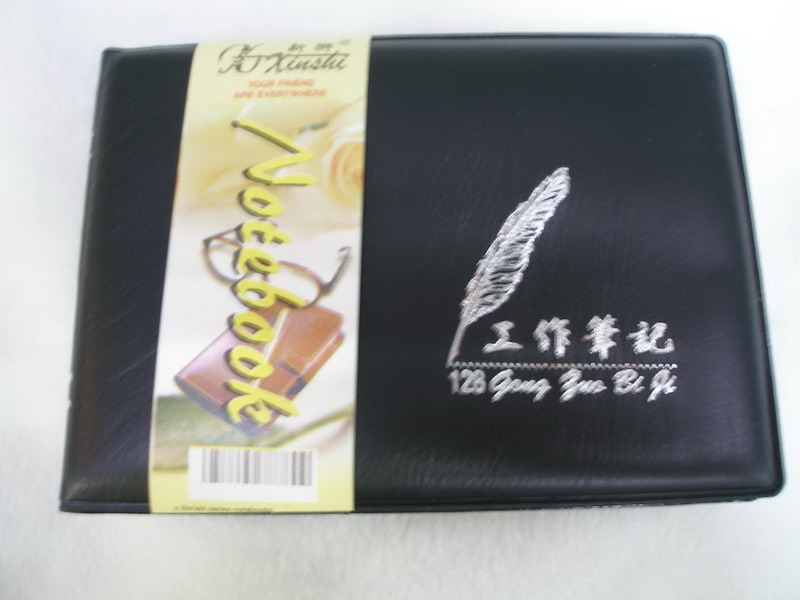 Xinshi
YOUR FRIEND
ARE EVERYWHERE
Notebook
工作筆記
128 Gong Zuo Bi Ji